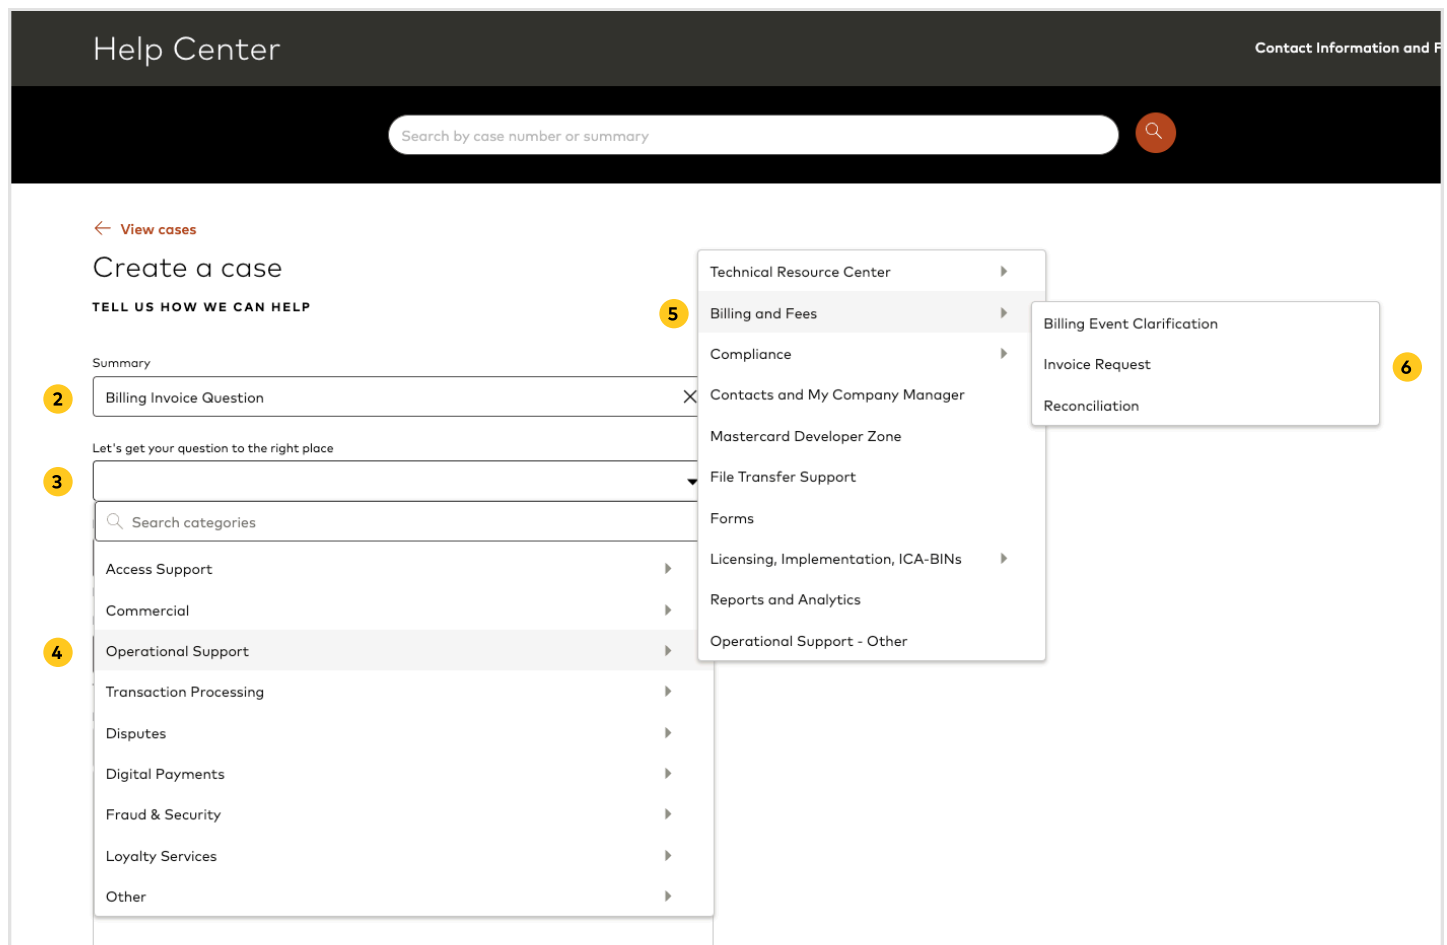 Help Center
Contact Information and F
Search by case number or summary
View cases
Create a case
TELL US HOW WE CAN HELP
Summary
2
Billing Invoice Question
Let's get your question to the right place
3
Search categories
Access Support
Commercial
4
Operational Support
Transaction Processing
Disputes
Digital Payments
Fraud & Security
Loyalty Services
Other
5
Technical Resource Center
Billing and Fees
Compliance
Contacts and My Company Manager
Mastercard Developer Zone
File Transfer Support
Forms
Licensing, Implementation, ICA-BINs
Reports and Analytics
Operational Support - Other
Billing Event Clarification
Invoice Request
Reconciliation
6